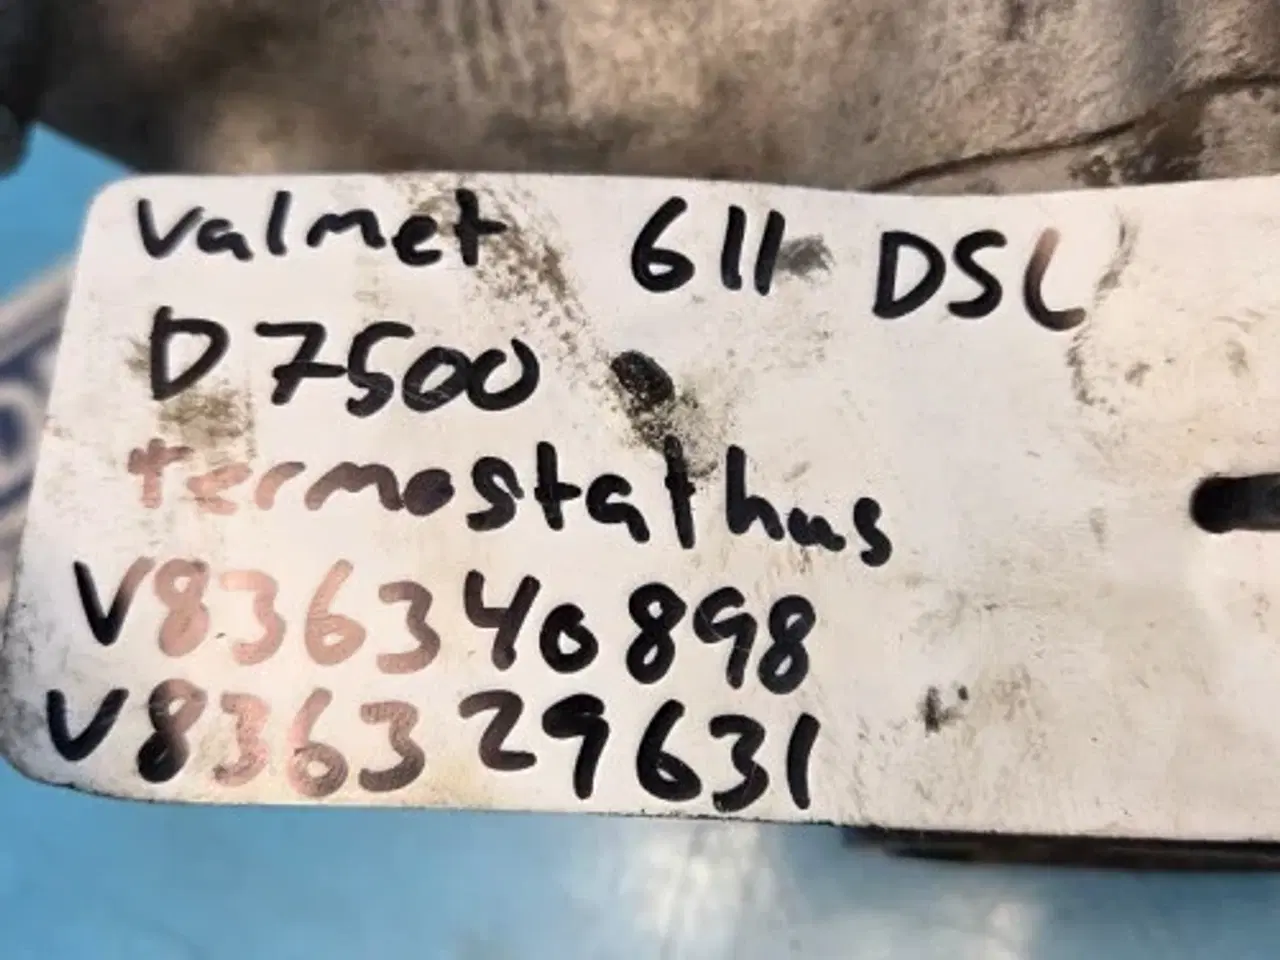 Valmet 611 DSL
D7500
termostathus
V836340898
V836329631